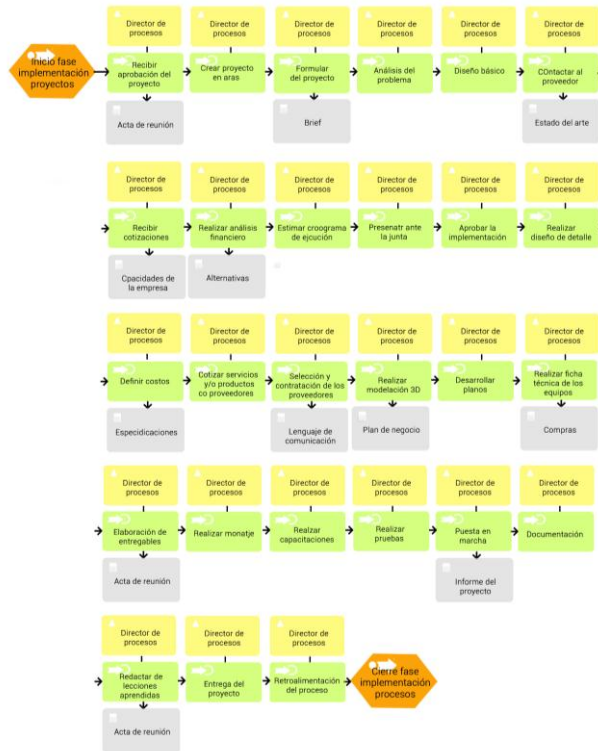 Director de procesos
Director de procesos
Director de procesos
Director de procesos
Director de procesos
Director de procesos
Inicio fase
implementación
proyectos
Recibir
aprobación del
proyecto
Crear proyecto
en aras
Formular
del proyecto
Análisis del
problema
Diseño básico
COntactar al
proveedor
Acta de reunión
Brief
Estado del arte
Director de
procesos
Director de
procesos
Director de
procesos
Director de
procesos
Director de
procesos
Director de
procesos
Recibir
cotizaciones
Realizar análisis
financiero
Estimar croograma
de ejcución
Presenatr ante
la junta
Aprobar la
implementación
Realizar
diseño de detalle
Cpacidades de
la empresa
Alternativas
Director de
procesos
Director de
procesos
Director de
procesos
Director de
procesos
Director de
procesos
Director de
procesos
Definir costos
Cotizar servicios
y/o productos
co proveedores
Selección y
contratación de los
proveedores
Realizar
modelación 3D
Desarrollar
planos
Realizar ficha
técnica de los
equipos
Especidicaciones
Lenguaje de
comunicación
Plan de negocio
Compras
Director de
procesos
Director de
procesos
Director de
procesos
Director de
procesos
Director de
procesos
Director de
procesos
Elaboración de
entregables
Realizar monatje
Realzar
capacitaciones
Realizar
pruebas
Puesta en
marcha
Documentación
Acta de reunión
Informe del
proyecto
Director de
procesos
Director de
procesos
Director de
procesos
Redactar de
lecciones
aprendidas
Entrega del
proyecto
Retroalimentación
del proceso
Cierre fase
implementación
procesos
Acta de reunión